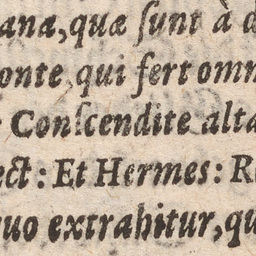 ana, quæ ſunt à d
onte, qui fert omn
Conſcendite alta
ect: Et Hermes: R
uo extrahitur, qu